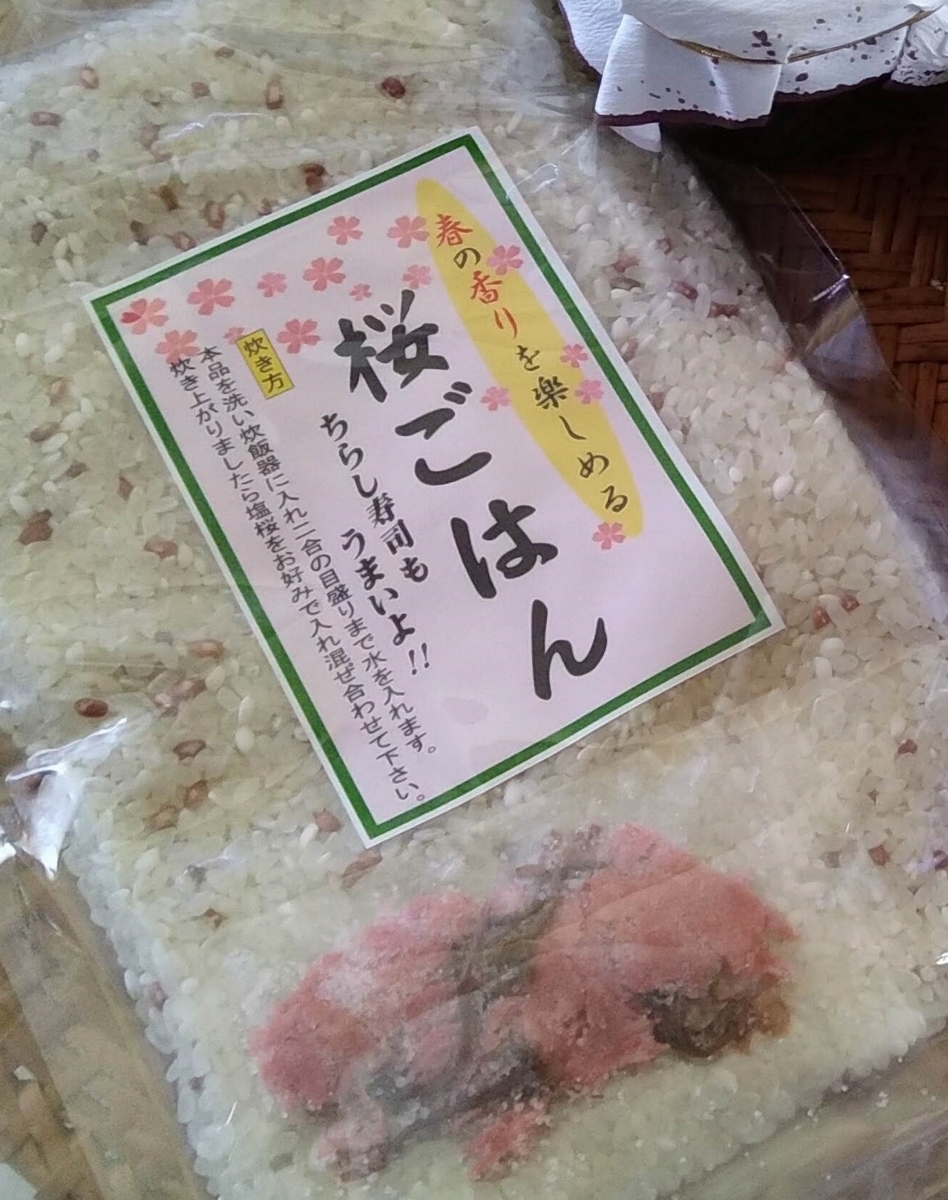 春の香りを楽しめる
桜ごはん
ちらし寿司も
うまいよ!!
炊き方
本品を洗い炊飯器に入れ二合の目盛りまで水を入れます。
炊き上がりましたら塩桜をお好みで入れ混ぜ合わせて下さい。